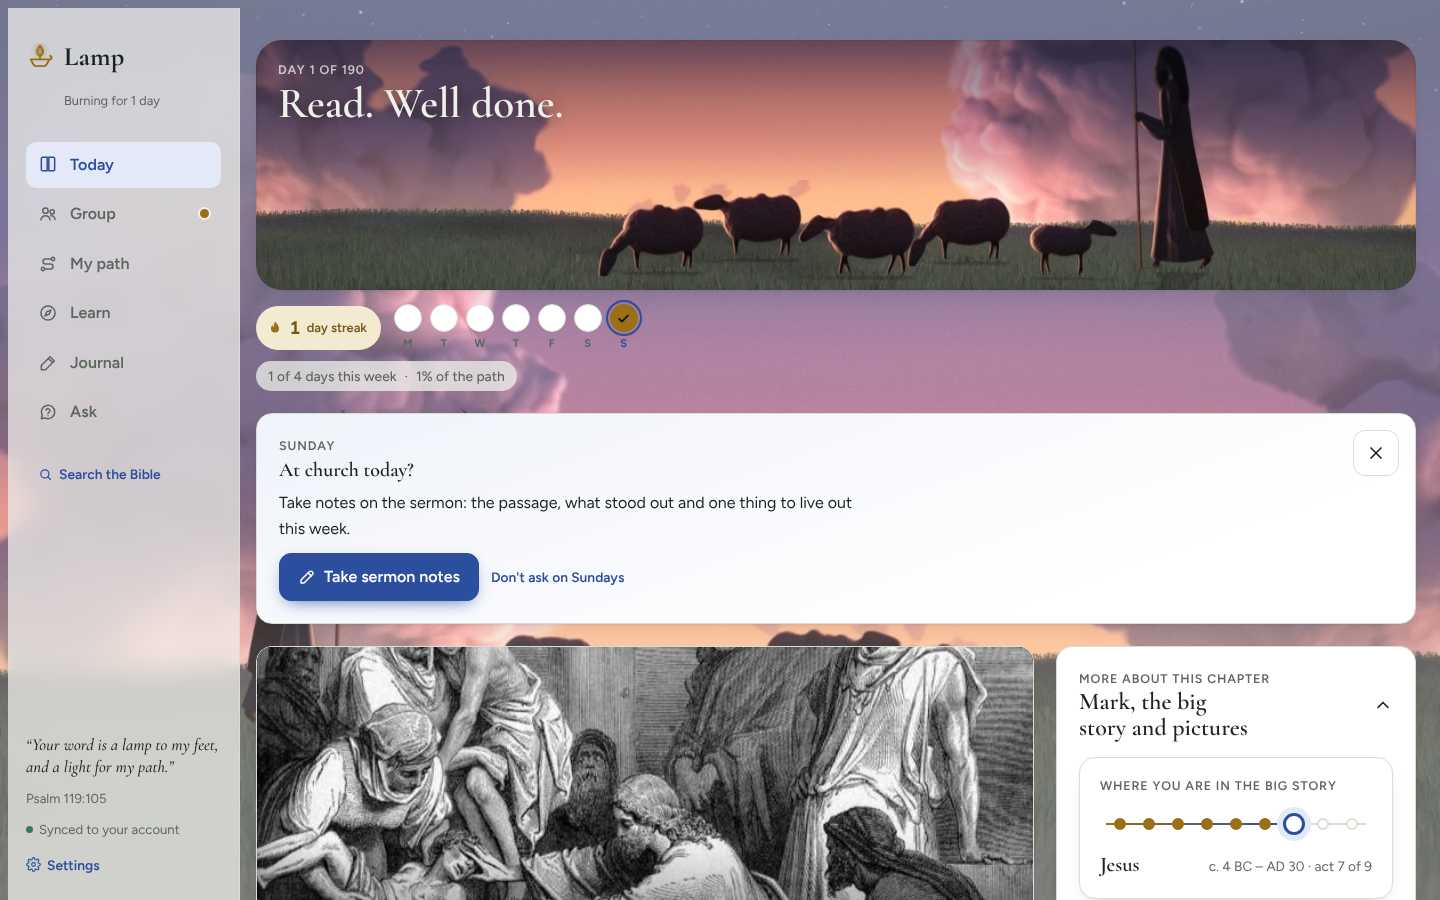 Lamp
Burning for 1 day
Today
Group
My path
Learn
Journal
Ask
Search the Bible
“Your word is a lamp to my feet,
and a light for my path.”
Psalm 119:105
Synced to your account
Settings
DAY 1 OF 190
Read. Well done.
1 day streak
M T W T F S S
1 of 4 days this week · 1% of the path
SUNDAY
At church today?
Take notes on the sermon: the passage, what stood out and one thing to live out
this week.
Take sermon notes
Don't ask on Sundays
MORE ABOUT THIS CHAPTER
Mark, the big
story and pictures
WHERE YOU ARE IN THE BIG STORY
Jesus
c. 4 BC – AD 30 · act 7 of 9